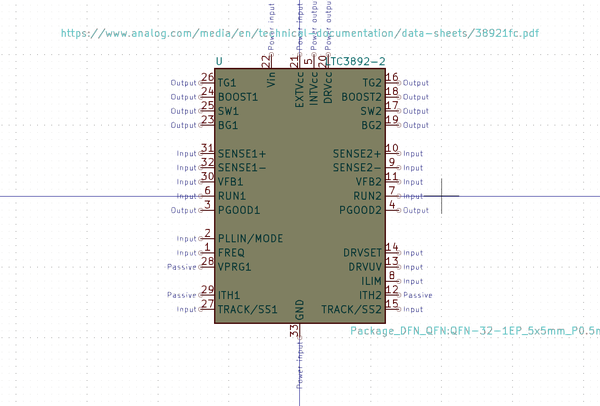 https://www.analog.com/media/en/technical-documentation/data-sheets/38921fc.pdf
Power input
Power input
Power output
Power output
22
21
5
20
U
LTC3892-2
Vin
EXTVcc
INTVcc
DRVcc
Output 26 TG1 TG2 16 Output
Output 24 BOOST1 BOOST2 18 Output
Output 25 SW1 SW2 17 Output
Output 23 BG1 BG2 19 Output
Input 31 SENSE1+ SENSE2+ 10 Input
Input 32 SENSE1- SENSE2- 9 Input
Input 30 VFB1 VFB2 11 Input
Input 6 RUN1 RUN2 7 Input
Output 3 PGOOD1 PGOOD2 4 Output
Input 2 PLLIN/MODE
Input 1 FREQ DRVSET 14 Input
Passive 28 VPRG1 DRVUV 13 Input
ILIM 8 Input
Passive 29 ITH1 ITH2 12 Passive
Input 27 TRACK/SS1 TRACK/SS2 15 Input
GND
33
Power input
Package_DFN_QFN:QFN-32-1EP_5x5mm_P0.5m